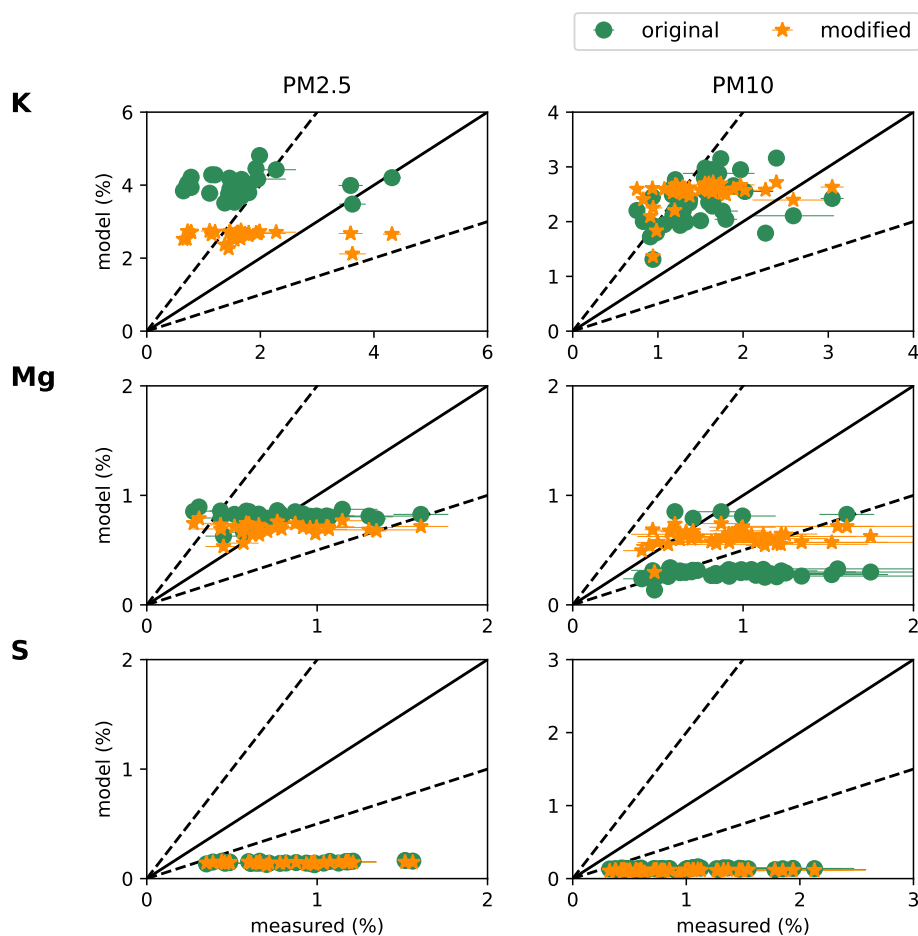 original modified
PM2.5 PM10
K
6 4
model (%)
4 3
2 2
1
0 0
0 2 4 6 0 1 2 3 4
Mg
2 2
model (%)
1 1
0 0
0 1 2 0 1 2
S
2 3
model (%)
2
1 1
0 0
0 1 2 0 1 2 3
measured (%) measured (%)